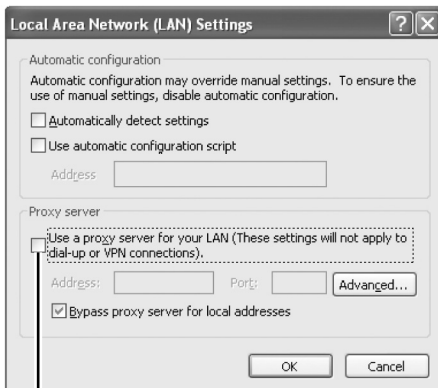 Local Area Network (LAN) Settings
Automatic configuration
Automatic configuration may override manual settings. To ensure the
use of manual settings, disable automatic configuration.
Automatically detect settings
Use automatic configuration script
Address
Proxy server
Use a proxy server for your LAN (These settings will not apply to
dial-up or VPN connections).
Address: Port: Advanced...
Bypass proxy server for local addresses
OK Cancel